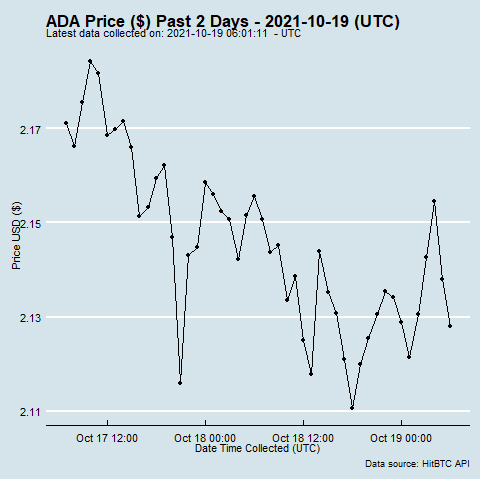 ADA Price ($) Past 2 Days - 2021-10-19 (UTC)
Latest data collected on: 2021-10-19 06:01:11 - UTC
2.17
2.15
2.13
2.11
Price USD ($)
Oct 17 12:00
Oct 18 00:00
Oct 18 12:00
Oct 19 00:00
Date Time Collected (UTC)
Data source: HitBTC API